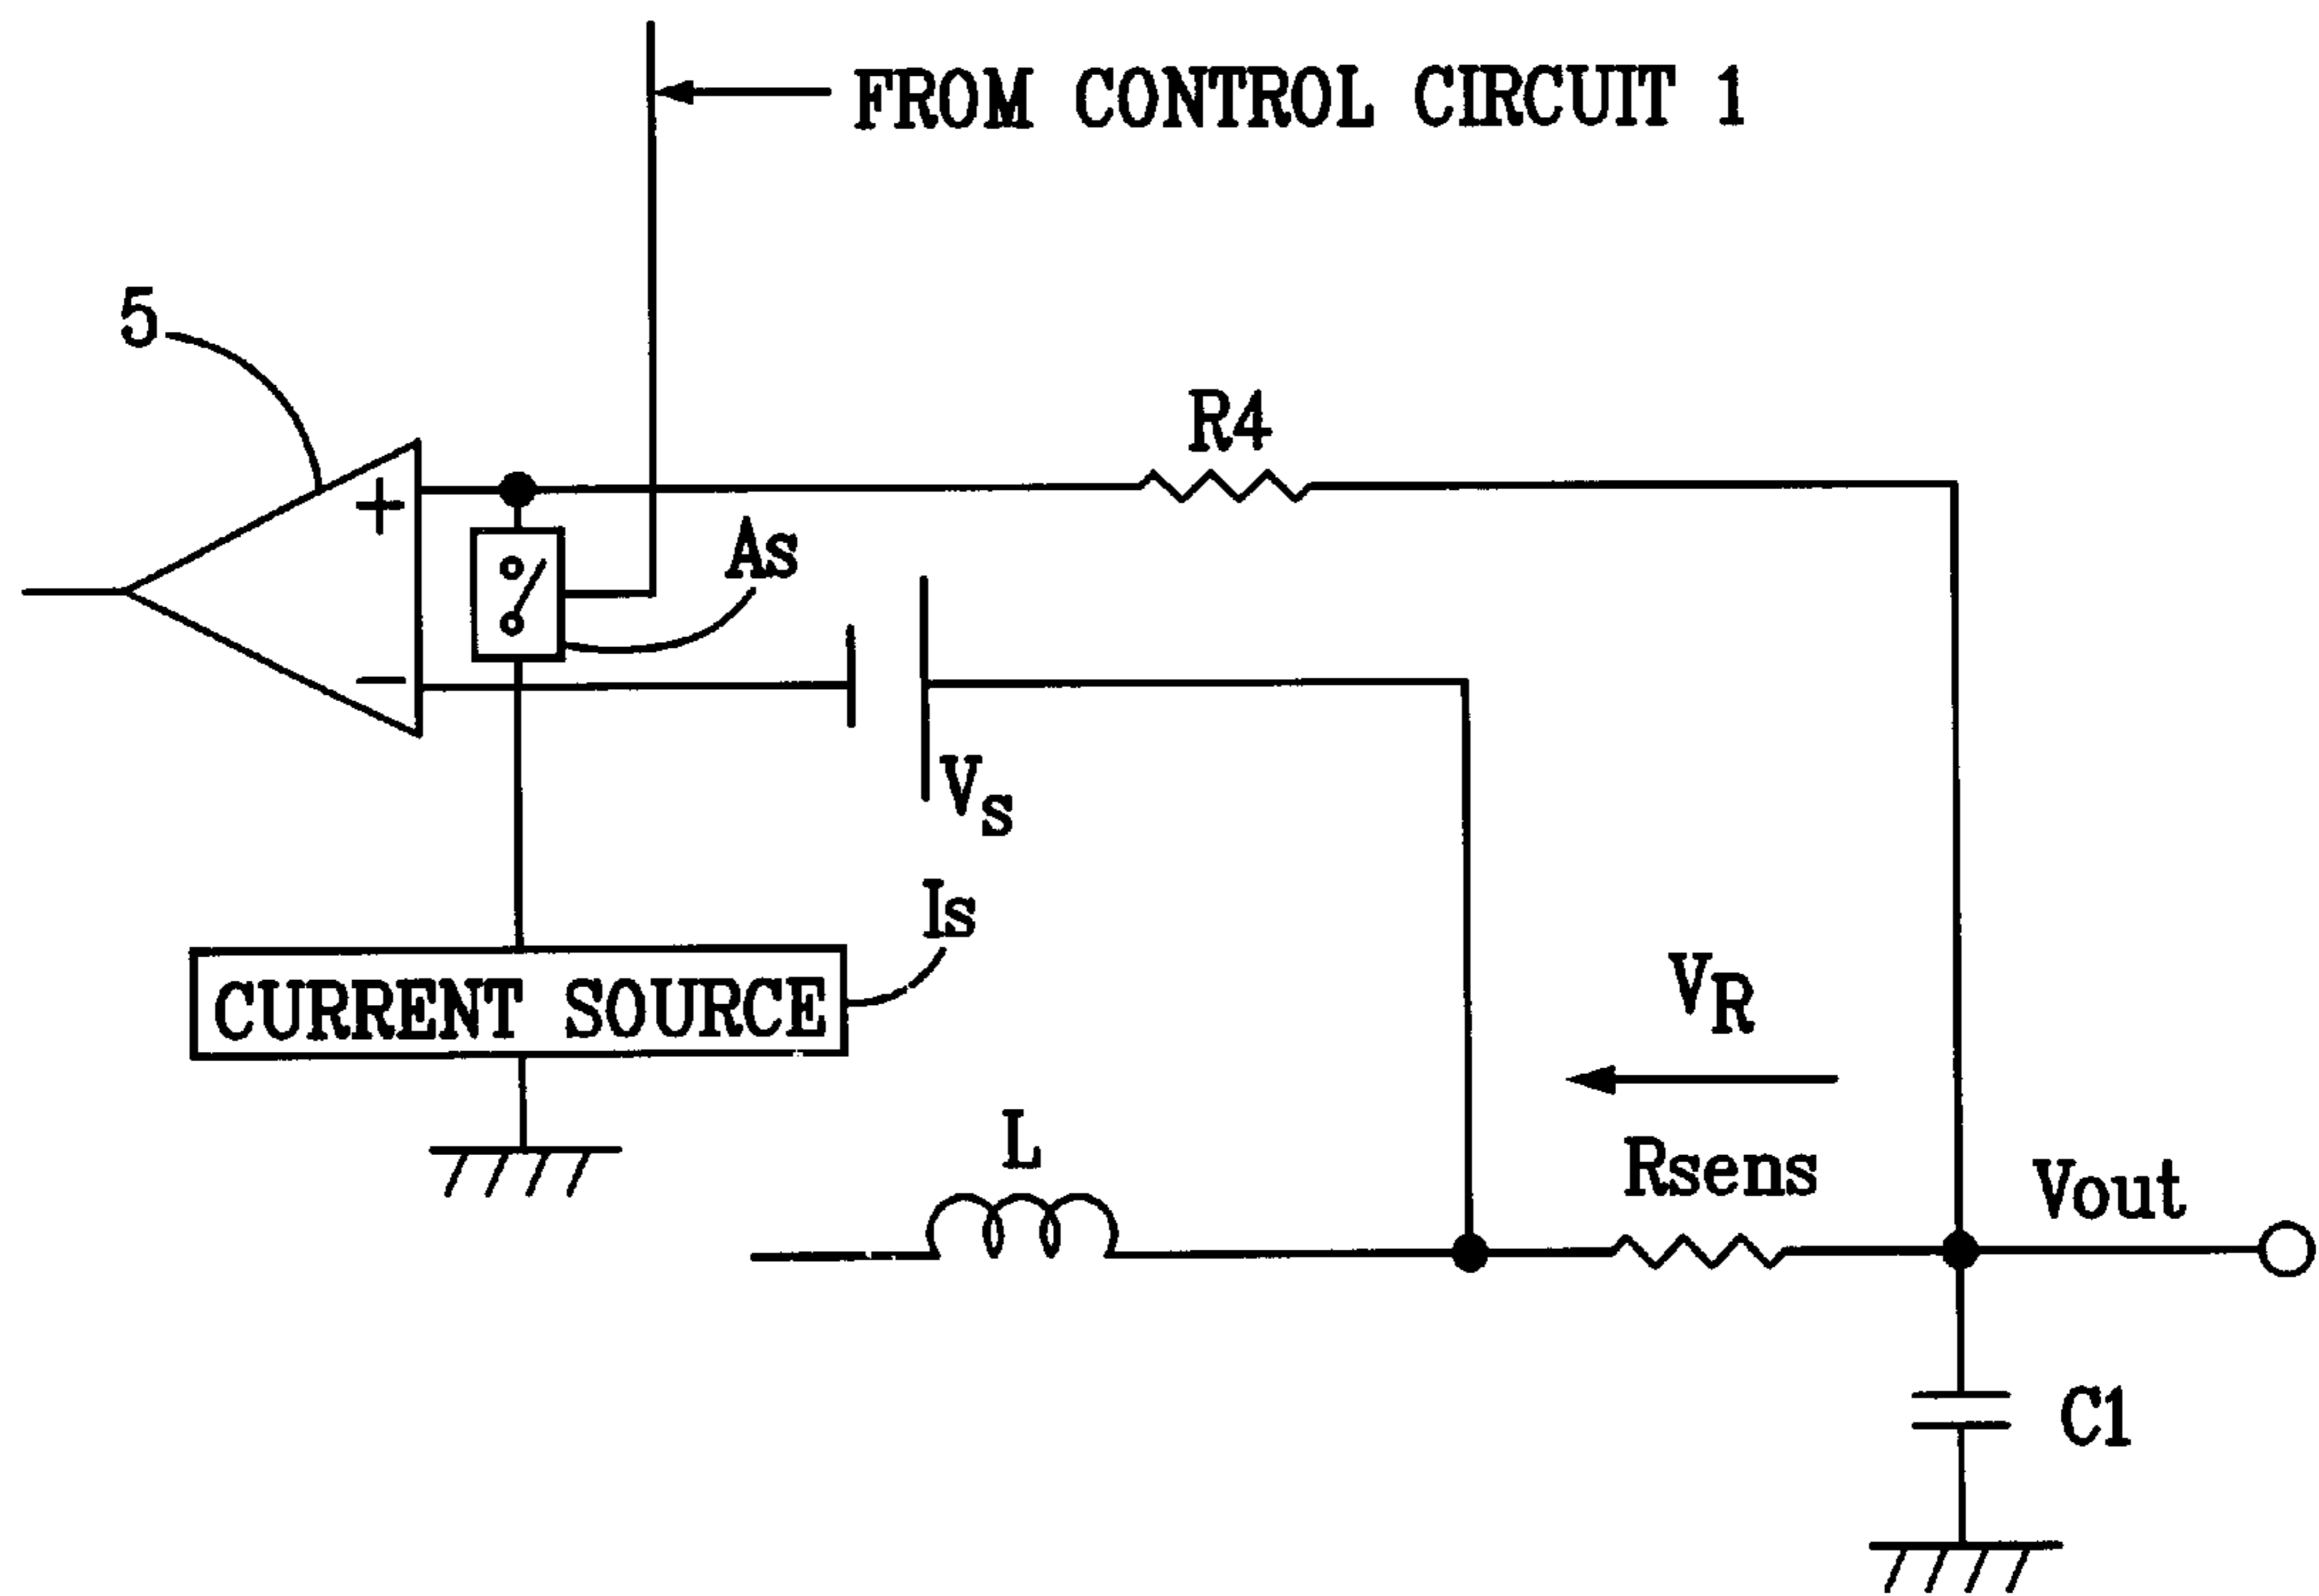 FROM CONTROL CIRCUIT 1
5
R4
+
As
−
Vs
Is
CURRENT SOURCE
VR
L
Rsens
Vout
C1